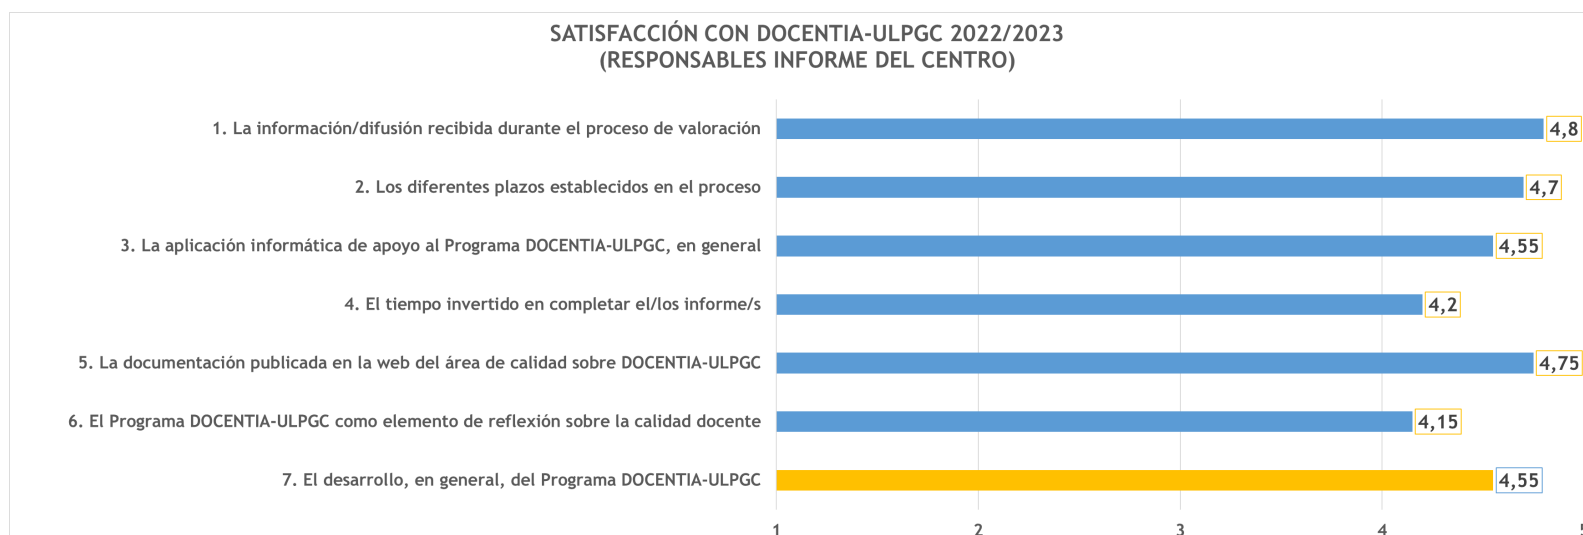 SATISFACCIÓN CON DOCENTIA-ULPGC 2022/2023
(RESPONSABLES INFORME DEL CENTRO)
1. La información/difusión recibida durante el proceso de valoración
4,8
2. Los diferentes plazos establecidos en el proceso
4,7
3. La aplicación informática de apoyo al Programa DOCENTIA-ULPGC, en general
4,55
4. El tiempo invertido en completar el/los informe/s
4,2
5. La documentación publicada en la web del área de calidad sobre DOCENTIA-ULPGC
4,75
6. El Programa DOCENTIA-ULPGC como elemento de reflexión sobre la calidad docente
4,15
7. El desarrollo, en general, del Programa DOCENTIA-ULPGC
4,55
1 2 3 4